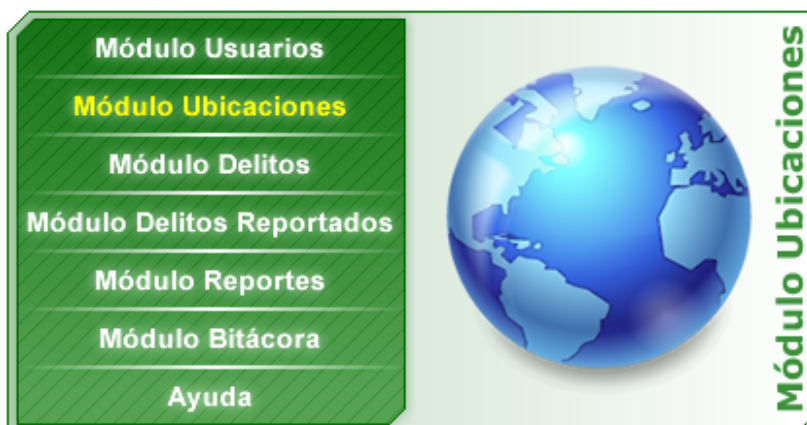 Módulo Usuarios
Módulo Ubicaciones
Módulo Delitos
Módulo Delitos Reportados
Módulo Reportes
Módulo Bitácora
Ayuda
Módulo Ubicaciones